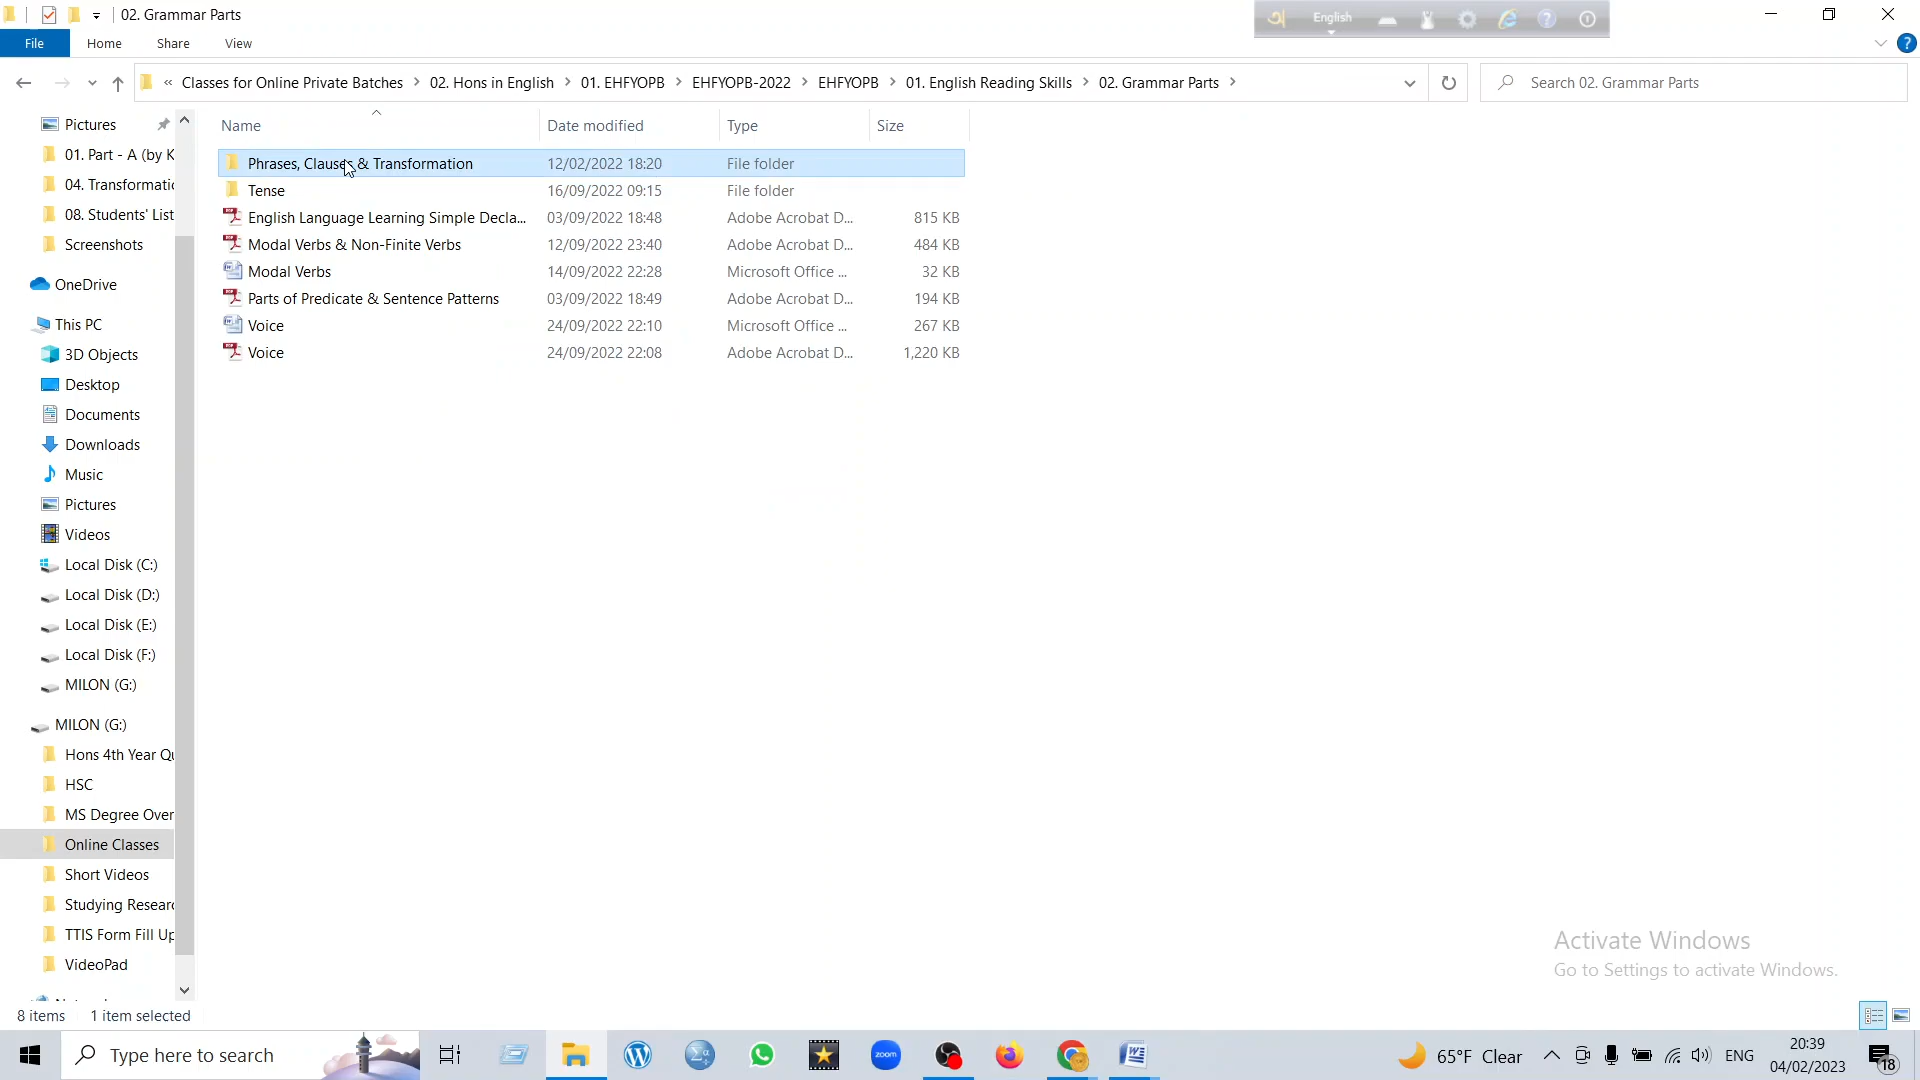 02. Grammar Parts
English
File
Home
Share
View
« Classes for Online Private Batches > 02. Hons in English > 01. EHFYOPB > EHFYOPB-2022 > EHFYOPB > 01. English Reading Skills > 02. Grammar Parts >
Search 02. Grammar Parts
Name
Date modified
Type
Size
Pictures
01. Part - A (by K
04. Transformatic
08. Students' List
Screenshots
OneDrive
This PC
3D Objects
Desktop
Documents
Downloads
Music
Pictures
Videos
Local Disk (C:)
Local Disk (D:)
Local Disk (E:)
Local Disk (F:)
MILON (G:)
MILON (G:)
Hons 4th Year Qu
HSC
MS Degree Over
Online Classes
Short Videos
Studying Researc
TTIS Form Fill Up
VideoPad
Phrases, Clauses & Transformation 12/02/2022 18:20 File folder
Tense 16/09/2022 09:15 File folder
English Language Learning Simple Decla... 03/09/2022 18:48 Adobe Acrobat D... 815 KB
Modal Verbs & Non-Finite Verbs 12/09/2022 23:40 Adobe Acrobat D... 484 KB
Modal Verbs 14/09/2022 22:28 Microsoft Office ... 32 KB
Parts of Predicate & Sentence Patterns 03/09/2022 18:49 Adobe Acrobat D... 194 KB
Voice 24/09/2022 22:10 Microsoft Office ... 267 KB
Voice 24/09/2022 22:08 Adobe Acrobat D... 1,220 KB
Activate Windows
Go to Settings to activate Windows.
8 items 1 item selected
Type here to search
zoom
65°F Clear
ENG
20:39
04/02/2023
18